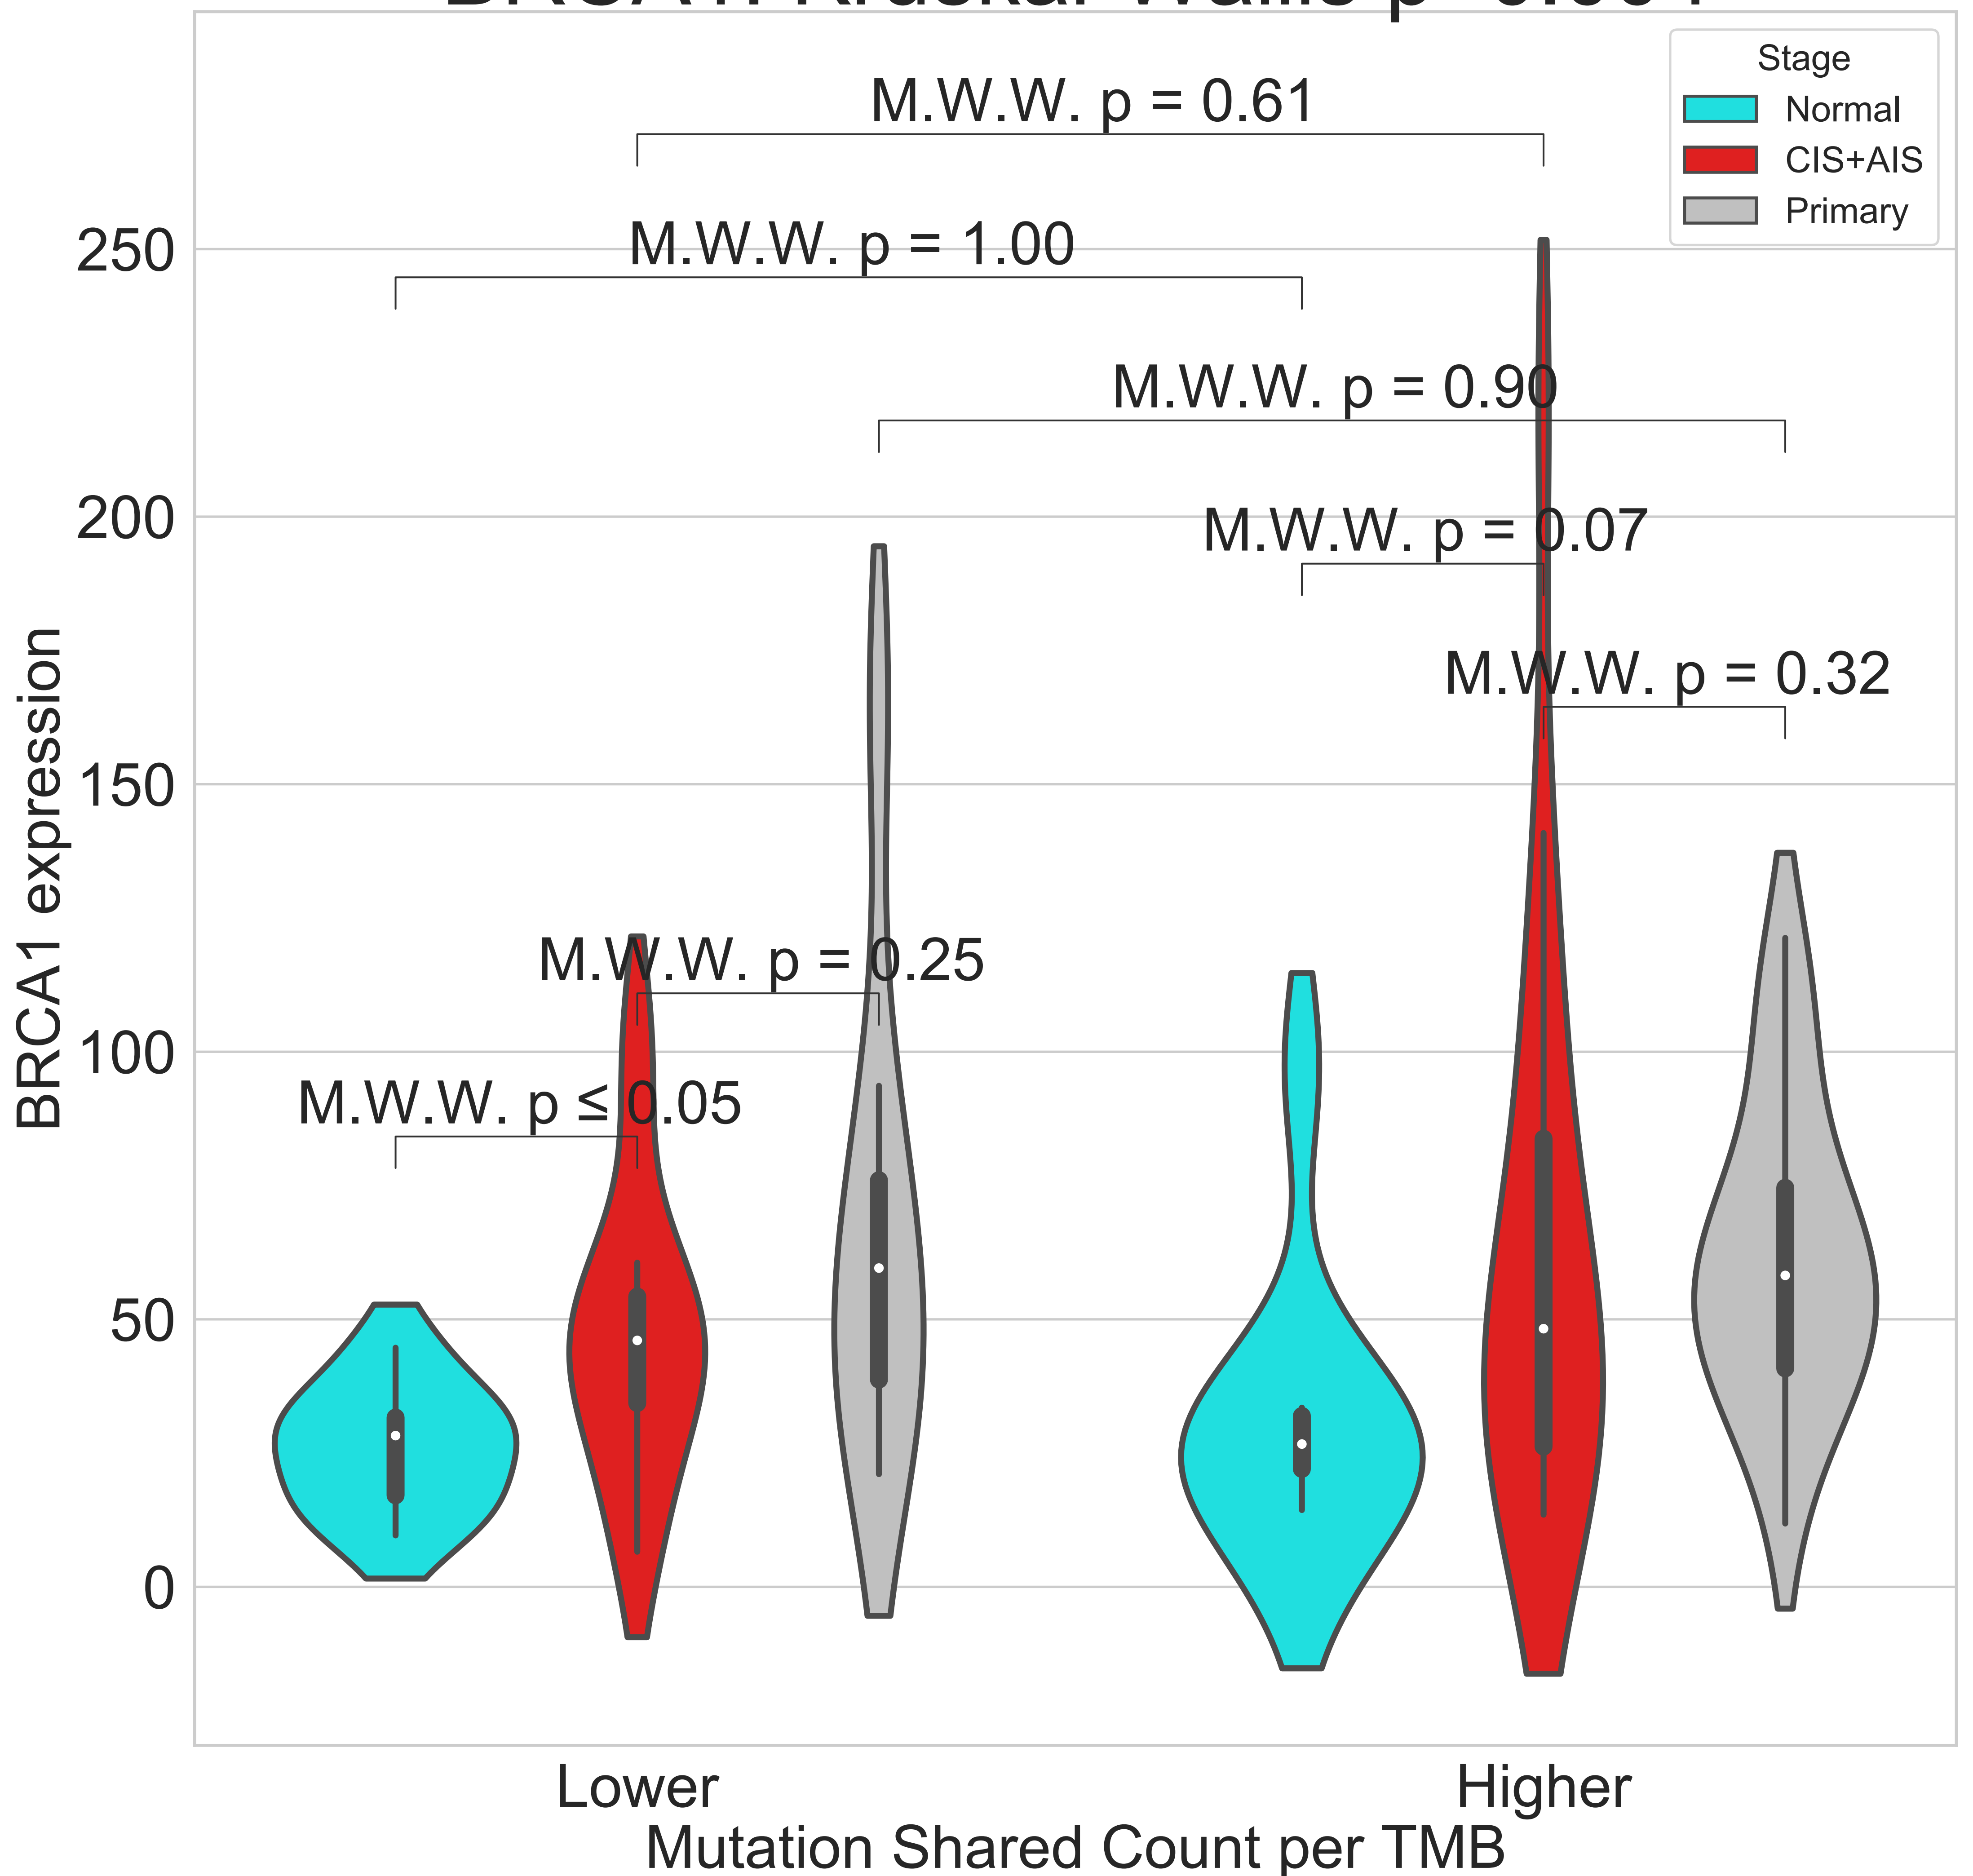 Stage
Normal
CIS+AIS
Primary
M.W.W. p = 0.61
M.W.W. p = 1.00
M.W.W. p = 0.90
M.W.W. p = 0.07
M.W.W. p = 0.32
M.W.W. p = 0.25
M.W.W. p ≤ 0.05
250
200
150
100
50
0
BRCA1 expression
Lower
Higher
Mutation Shared Count per TMB